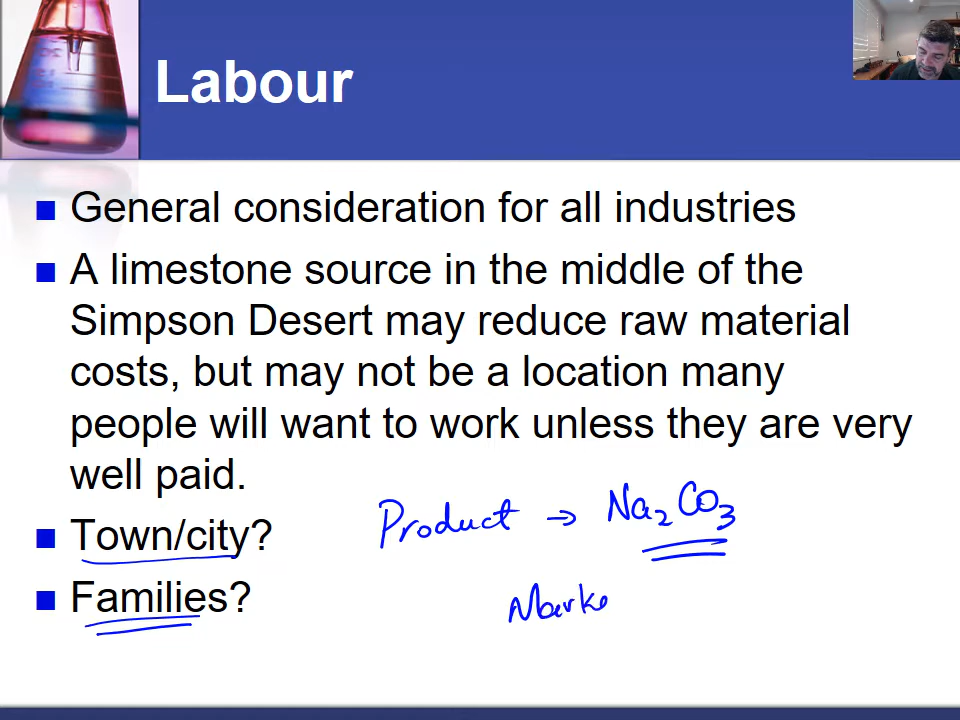 Labour
General consideration for all industries
A limestone source in the middle of the
Simpson Desert may reduce raw material
costs, but may not be a location many
people will want to work unless they are very
well paid.
Product → Na₂CO₃
Town/city?
Families?
Marke